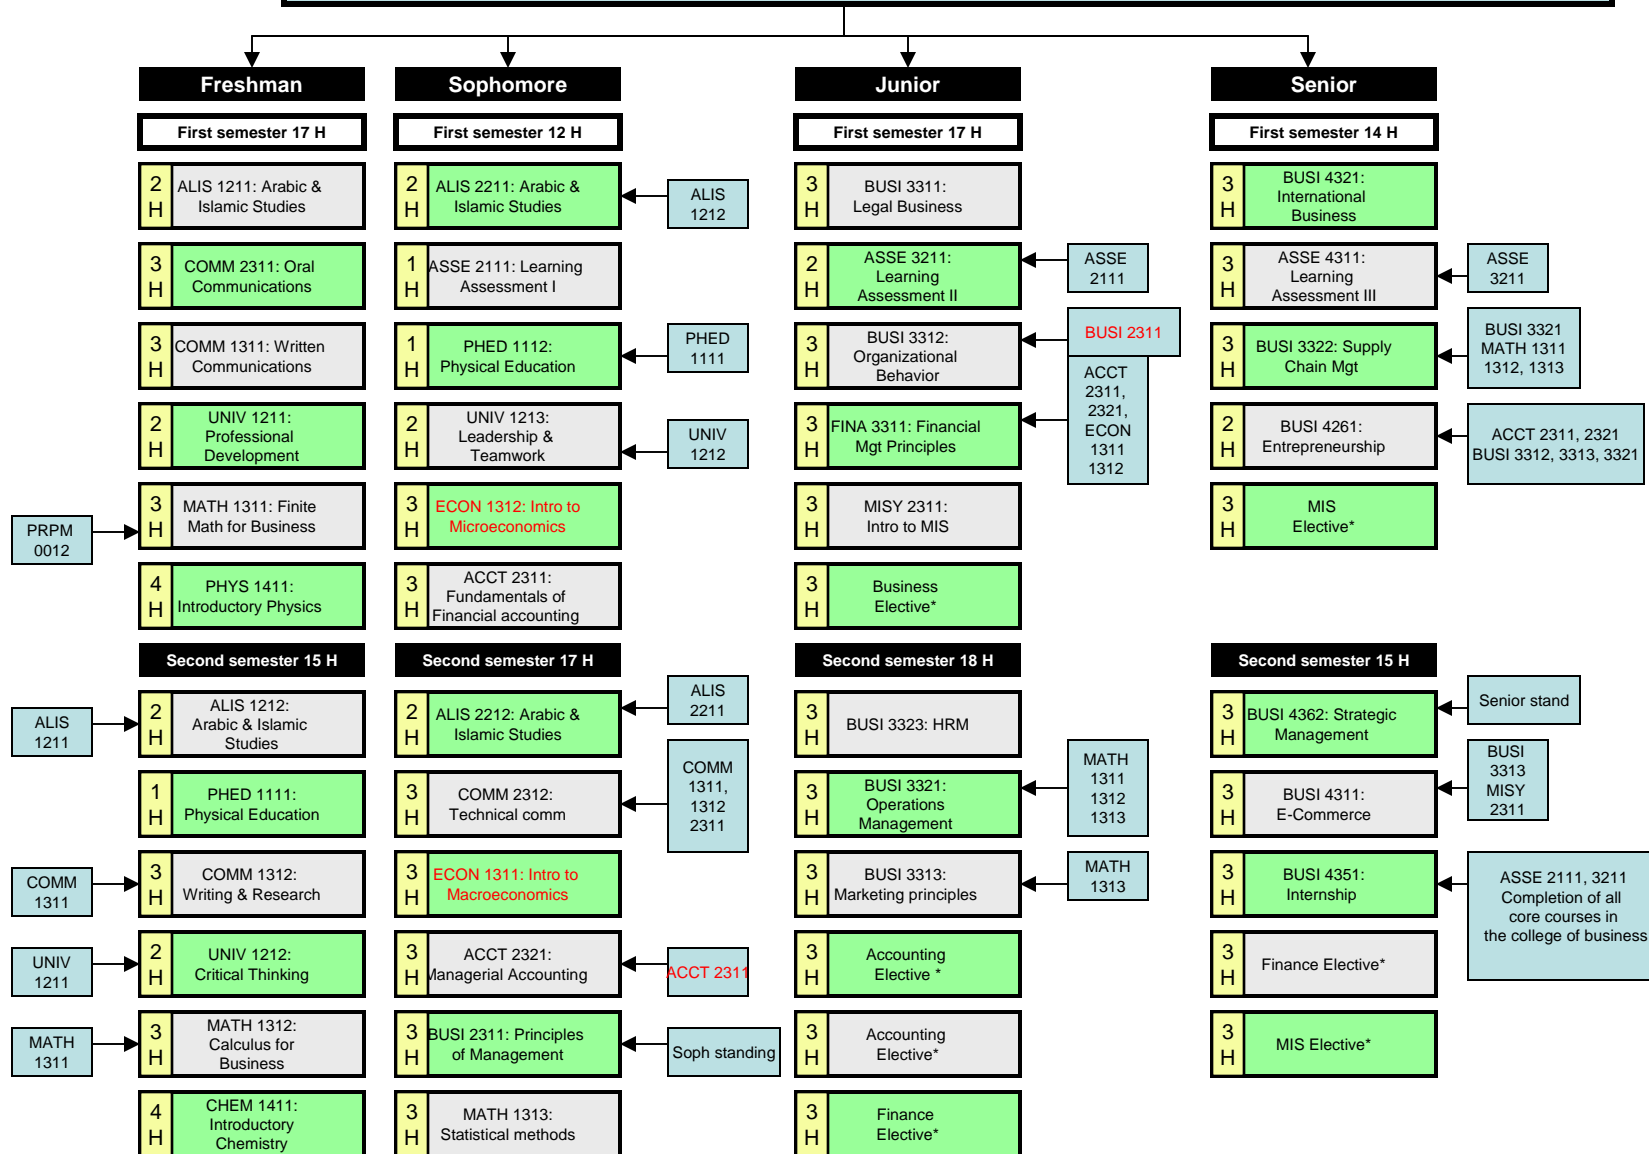 Freshman
First semester 17 H
2
H
ALIS 1211: Arabic &
Islamic Studies
3
H
COMM 2311: Oral
Communications
3
H
COMM 1311: Written
Communications
2
H
UNIV 1211:
Professional
Development
PRPM
0012
3
H
MATH 1311: Finite
Math for Business
4
H
PHYS 1411:
Introductory Physics
Second semester 15 H
ALIS
1211
2
H
ALIS 1212:
Arabic & Islamic
Studies
1
H
PHED 1111:
Physical Education
COMM
1311
3
H
COMM 1312:
Writing & Research
UNIV
1211
2
H
UNIV 1212:
Critical Thinking
MATH
1311
3
H
MATH 1312:
Calculus for
Business
4
H
CHEM 1411:
Introductory
Chemistry
Sophomore
First semester 12 H
2
H
ALIS 2211: Arabic &
Islamic Studies
ALIS
1212
1
H
ASSE 2111: Learning
Assessment I
1
H
PHED 1112:
Physical Education
PHED
1111
2
H
UNIV 1213:
Leadership &
Teamwork
UNIV
1212
3
H
ECON 1312: Intro to
Microeconomics
3
H
ACCT 2311:
Fundamentals of
Financial accounting
Second semester 17 H
2
H
ALIS 2212: Arabic &
Islamic Studies
ALIS
2211
3
H
COMM 2312:
Technical comm
COMM
1311,
1312
2311
3
H
ECON 1311: Intro to
Macroeconomics
3
H
ACCT 2321:
Managerial Accounting
ACCT 2311
3
H
BUSI 2311: Principles
of Management
Soph standing
3
H
MATH 1313:
Statistical methods
Junior
First semester 17 H
3
H
BUSI 3311:
Legal Business
2
H
ASSE 3211:
Learning
Assessment II
ASSE
2111
3
H
BUSI 3312:
Organizational
Behavior
BUSI 2311
3
H
FINA 3311: Financial
Mgt Principles
ACCT
2311,
2321,
ECON
1311
1312
3
H
MISY 2311:
Intro to MIS
3
H
Business
Elective*
Second semester 18 H
3
H
BUSI 3323: HRM
3
H
BUSI 3321:
Operations
Management
MATH
1311
1312
1313
3
H
BUSI 3313:
Marketing principles
MATH
1313
3
H
Accounting
Elective *
3
H
Accounting
Elective*
3
H
Finance
Elective*
Senior
First semester 14 H
3
H
BUSI 4321:
International
Business
3
H
ASSE 4311:
Learning
Assessment III
ASSE
3211
3
H
BUSI 3322: Supply
Chain Mgt
BUSI 3321
MATH 1311
1312, 1313
2
H
BUSI 4261:
Entrepreneurship
ACCT 2311, 2321
BUSI 3312, 3313, 3321
3
H
MIS
Elective*
Second semester 15 H
3
H
BUSI 4362: Strategic
Management
Senior stand
3
H
BUSI 4311:
E-Commerce
BUSI
3313
MISY
2311
3
H
BUSI 4351:
Internship
ASSE 2111, 3211
Completion of all
core courses in
the college of business
3
H
Finance Elective*
3
H
MIS Elective*